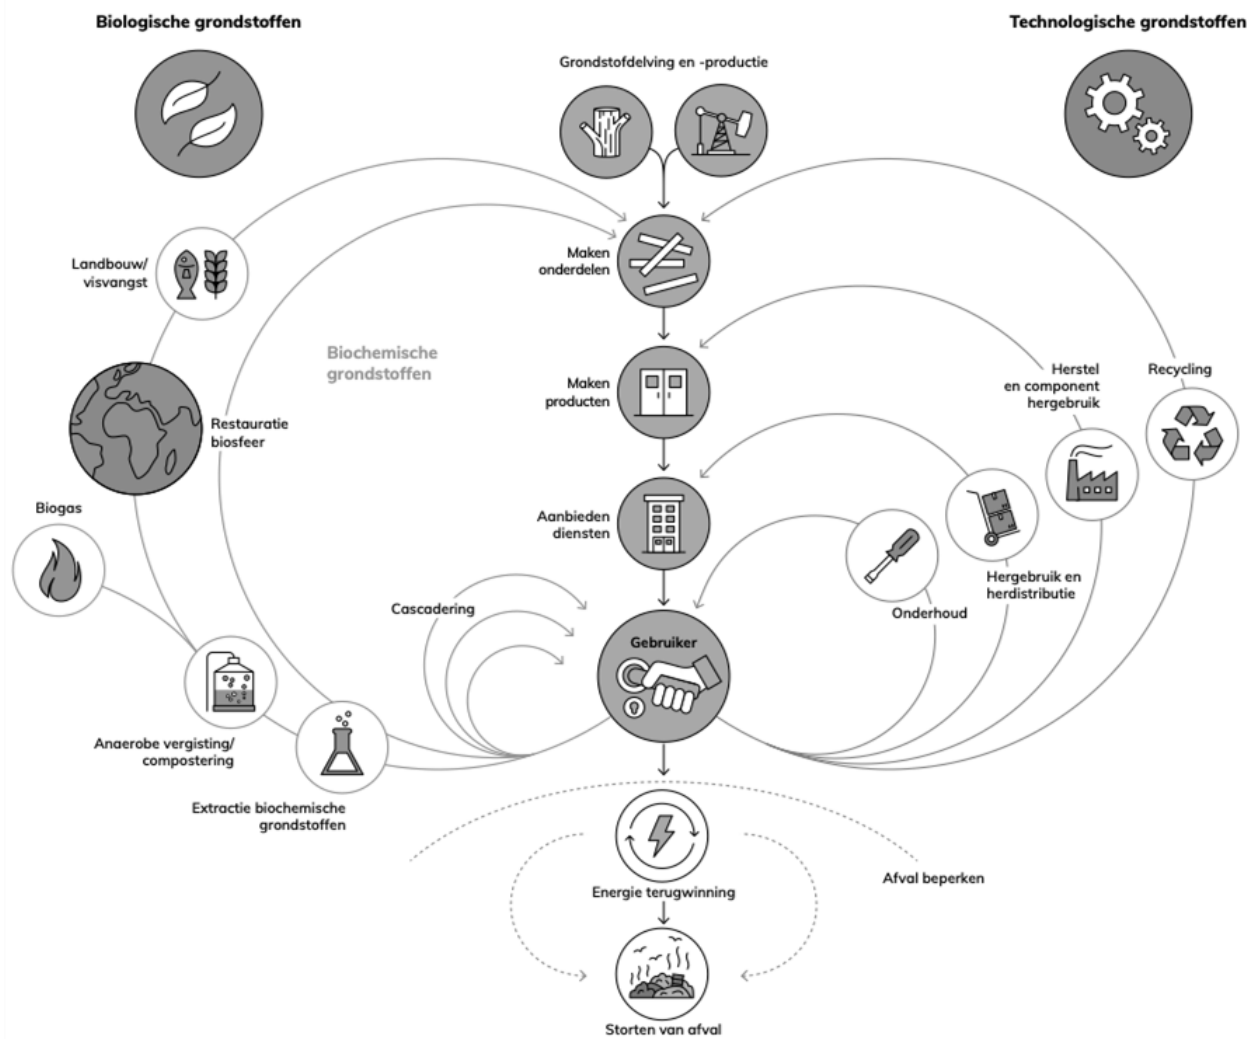 Biologische grondstoffen
Technologische grondstoffen
Grondstofdelving en -productie
Landbouw/
visvangst
Maken
onderdelen
Biochemische
grondstoffen
Maken
producten
Herstel
en component
hergebruik
Recycling
Restauratie
biosfeer
Biogas
Aanbieden
diensten
Hergebruik en
herdistributie
Cascadering
Onderhoud
Gebruiker
Anaerobe vergisting/
compostering
Extractie biochemische
grondstoffen
Energie terugwinning
Afval beperken
Storten van afval